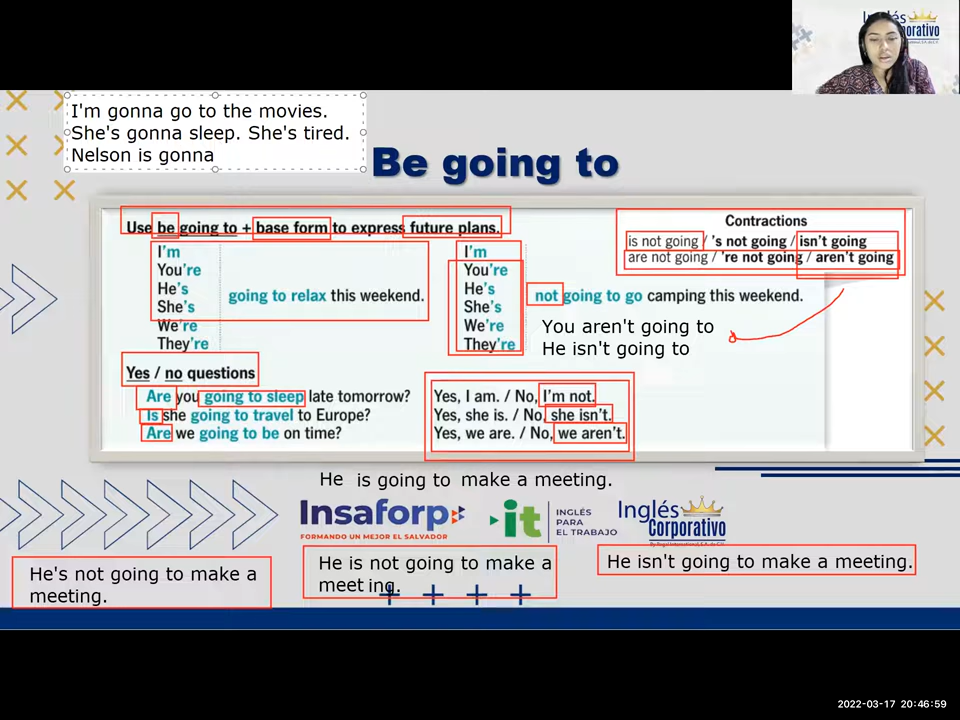 Inglés
Corporativo
I'm gonna go to the movies.
She's gonna sleep. She's tired.
Nelson is gonna
Be going to
Use be going to + base form to express future plans.
I'm
You're
He's
She's
We're
They're
going to relax this weekend.
I'm
You're
He's
She's
We're
They're
not going to go camping this weekend.
Contractions
is not going / 's not going / isn't going
are not going / 're not going / aren't going
You aren't going to
He isn't going to
Yes / no questions
Are you going to sleep late tomorrow?
Is she going to travel to Europe?
Are we going to be on time?
Yes, I am. / No, I'm not.
Yes, she is. / No, she isn't.
Yes, we are. / No, we aren't.
He is going to make a meeting.
Insaforp
FORMANDO UN MEJOR EL SALVADOR
it
INGLÉS
PARA
EL TRABAJO
Inglés
Corporativo
He's not going to make a
meeting.
He is not going to make a
meet ing.
He isn't going to make a meeting.
2022-03-17 20:46:59